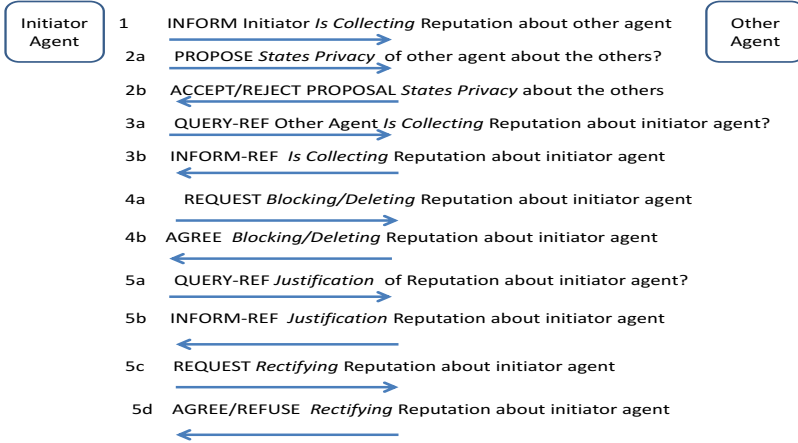 Initiator
Agent
Other
Agent
1 INFORM Initiator Is Collecting Reputation about other agent
2a PROPOSE States Privacy of other agent about the others?
2b ACCEPT/REJECT PROPOSAL States Privacy about the others
3a QUERY-REF Other Agent Is Collecting Reputation about initiator agent?
3b INFORM-REF Is Collecting Reputation about initiator agent
4a REQUEST Blocking/Deleting Reputation about initiator agent
4b AGREE Blocking/Deleting Reputation about initiator agent
5a QUERY-REF Justification of Reputation about initiator agent?
5b INFORM-REF Justification Reputation about initiator agent
5c REQUEST Rectifying Reputation about initiator agent
5d AGREE/REFUSE Rectifying Reputation about initiator agent